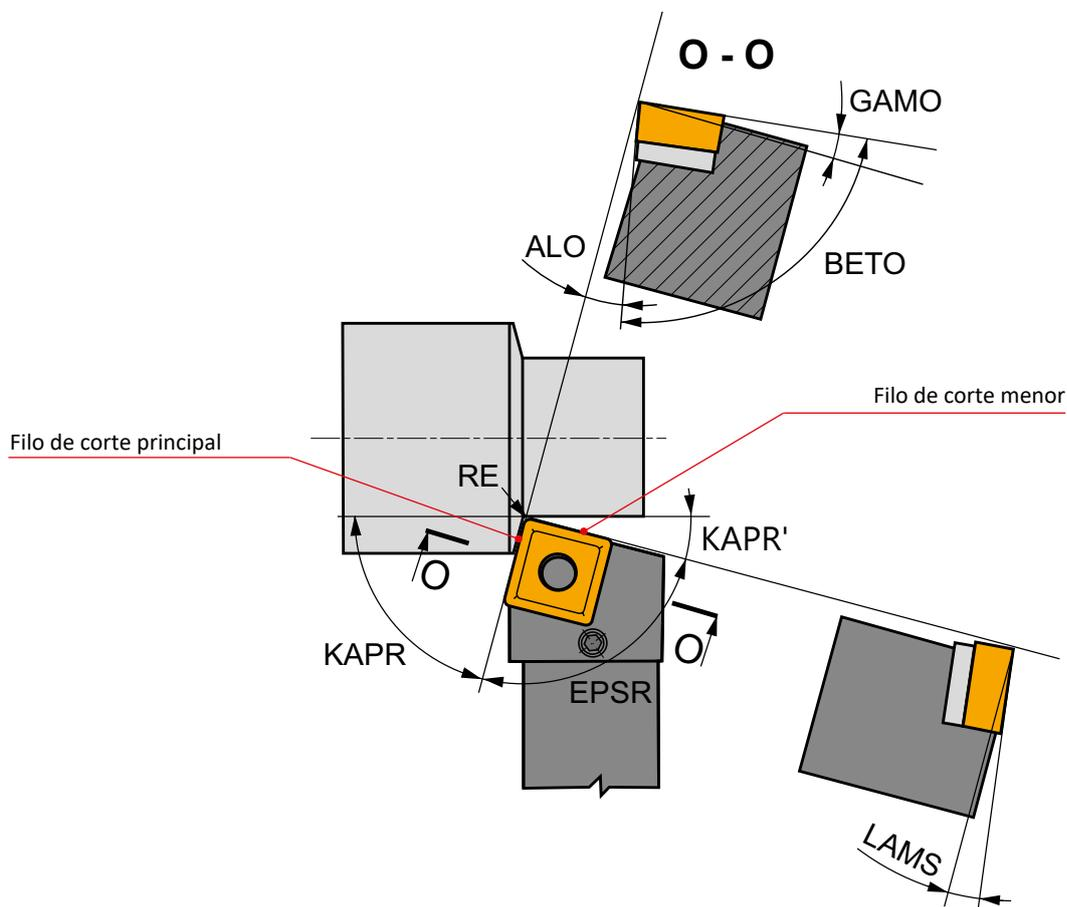 O - O
GAMO
ALO
BETO
Filo de corte menor
Filo de corte principal
RE
KAPR'
O
O
KAPR
EPSR
LAMS